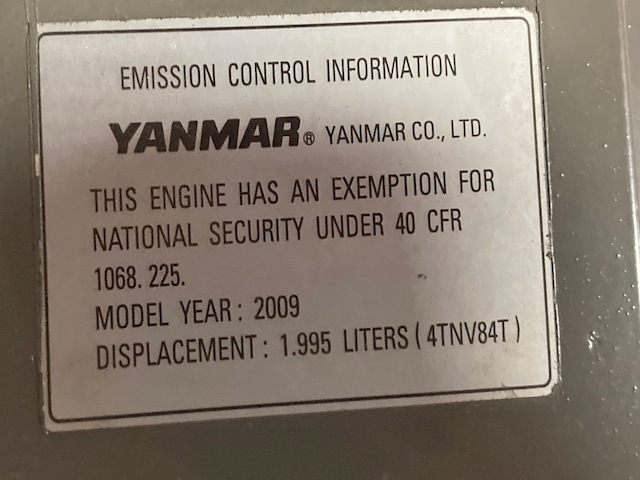 EMISSION CONTROL INFORMATION
YANMAR® YANMAR CO., LTD.
THIS ENGINE HAS AN EXEMPTION FOR
NATIONAL SECURITY UNDER 40 CFR
1068.225.
MODEL YEAR: 2009
DISPLACEMENT: 1.995 LITERS (4TNV84T)